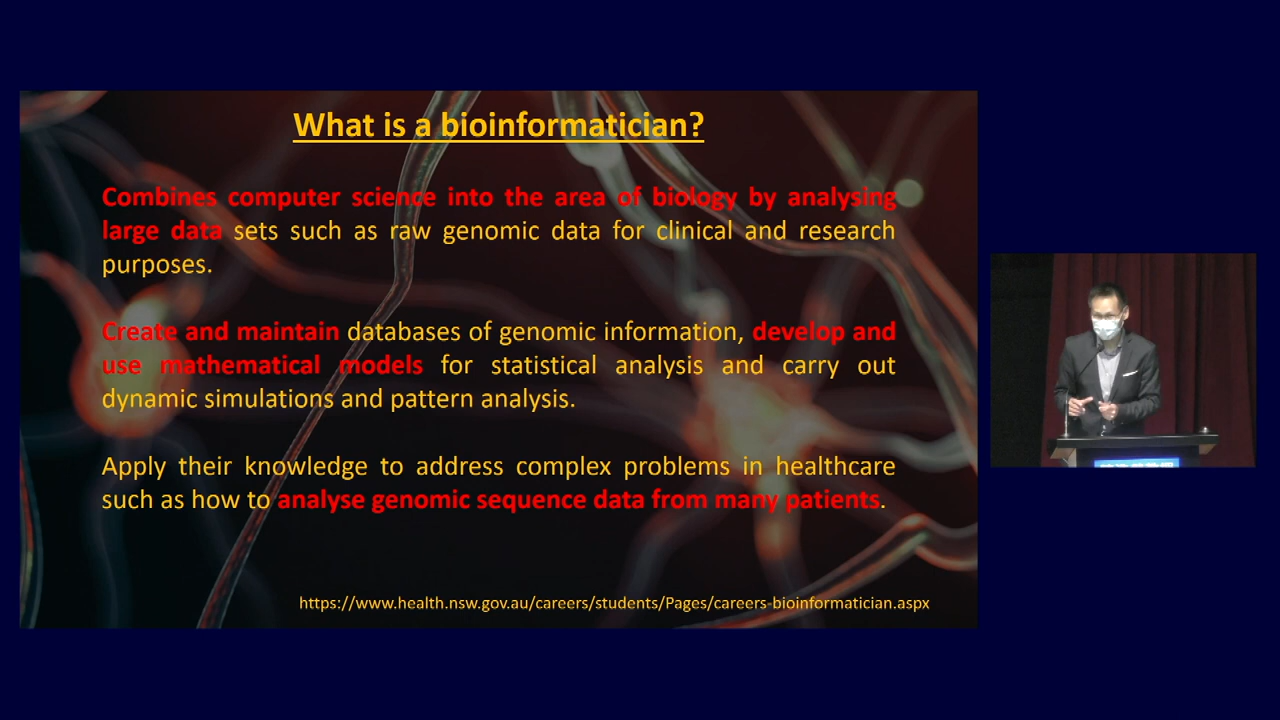 What is a bioinformatician?
Combines computer science into the area of biology by analysing
large data sets such as raw genomic data for clinical and research
purposes.
Create and maintain databases of genomic information, develop and
use mathematical models for statistical analysis and carry out
dynamic simulations and pattern analysis.
Apply their knowledge to address complex problems in healthcare
such as how to analyse genomic sequence data from many patients.
https://www.health.nsw.gov.au/careers/students/Pages/careers-bioinformatician.aspx